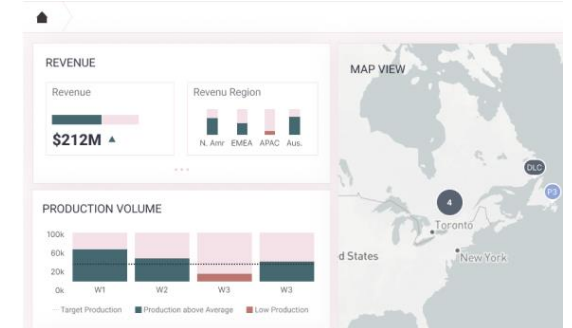 REVENUE
Revenue
$212M
Revenu Region
N. Amr EMEA APAC Aus.
PRODUCTION VOLUME
100k
60k
20k
0k
W1 W2 W3 W3
Target Production Production above Average Low Production
MAP VIEW
DLC
P3
4
Toronto
d States
New York